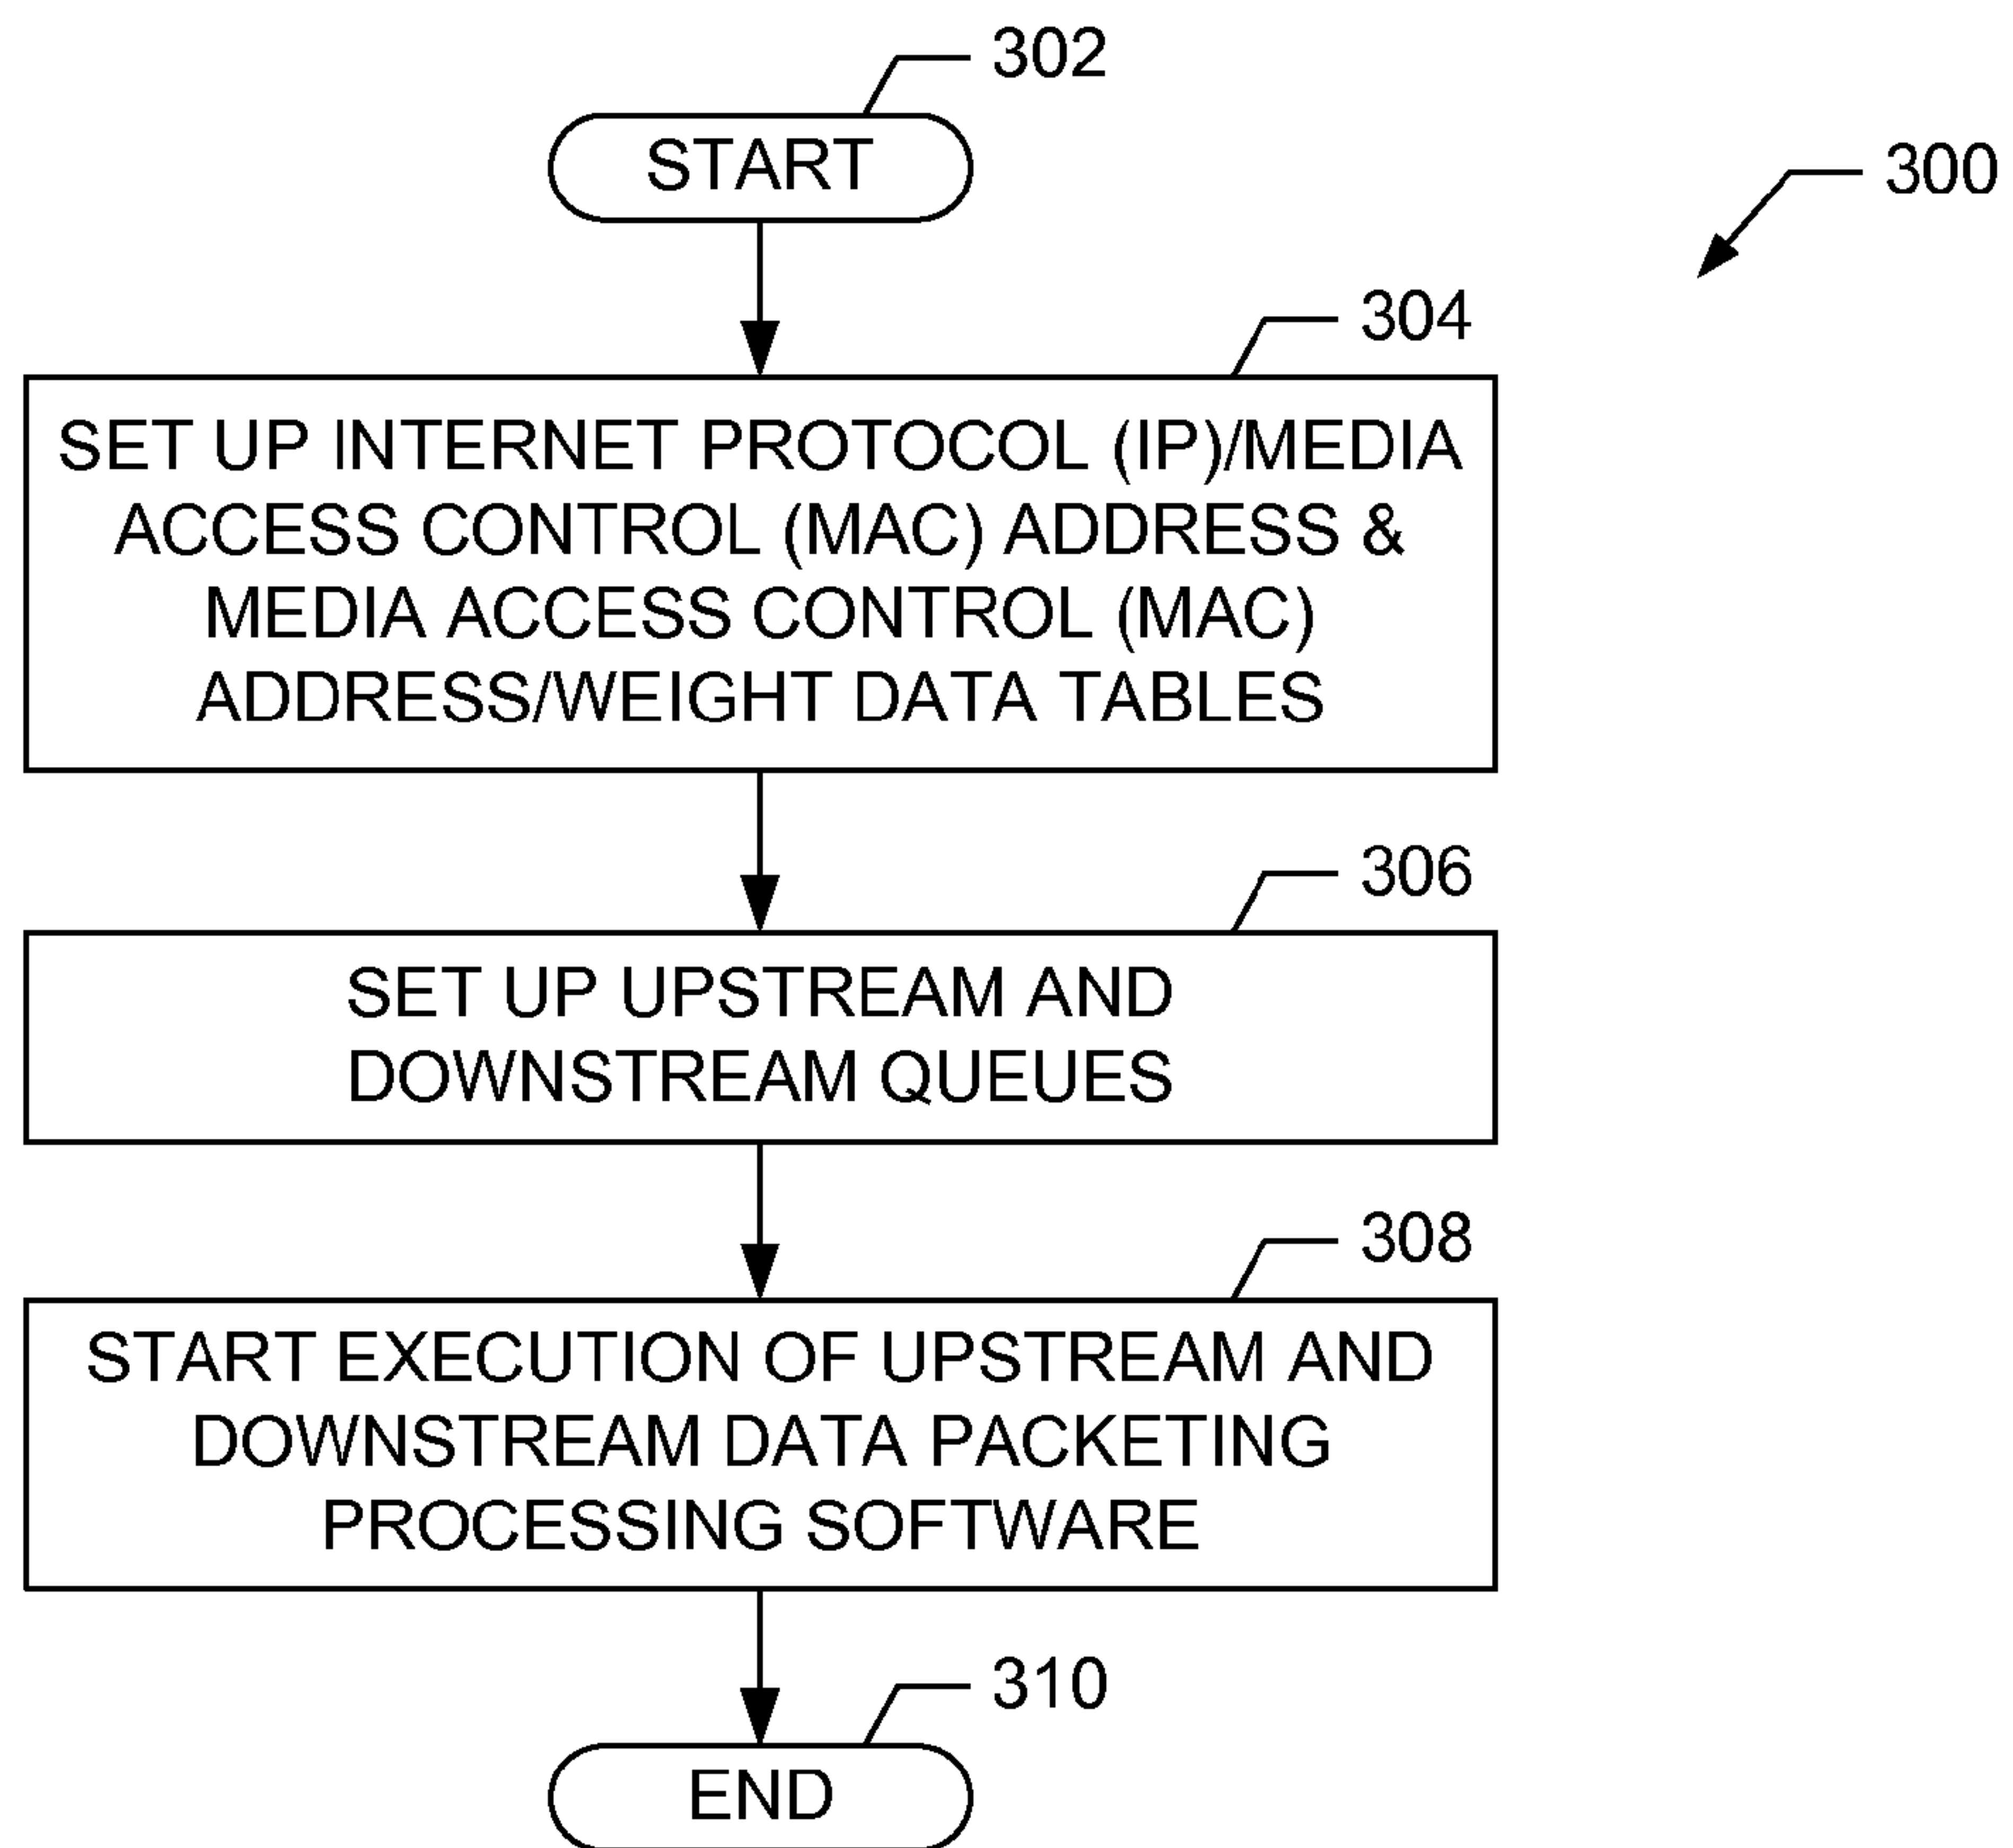 302
START
300
304
SET UP INTERNET PROTOCOL (IP)/MEDIA
ACCESS CONTROL (MAC) ADDRESS &
MEDIA ACCESS CONTROL (MAC)
ADDRESS/WEIGHT DATA TABLES
306
SET UP UPSTREAM AND
DOWNSTREAM QUEUES
308
START EXECUTION OF UPSTREAM AND
DOWNSTREAM DATA PACKETING
PROCESSING SOFTWARE
310
END